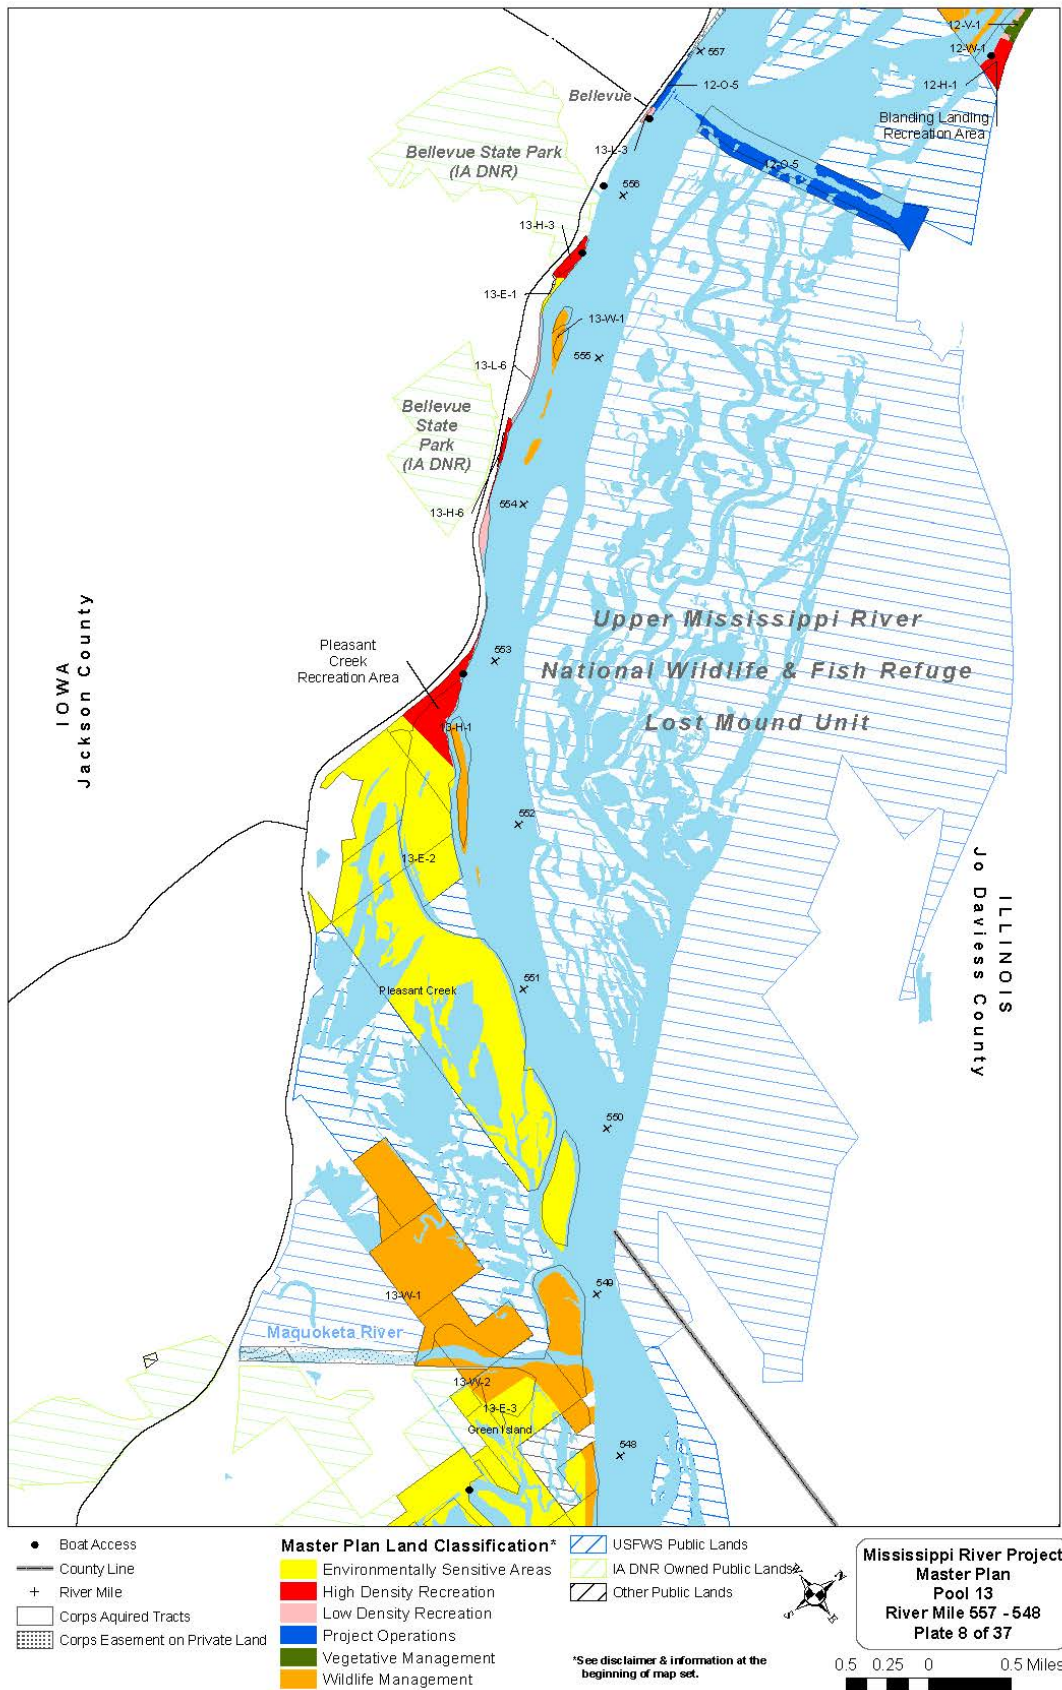 557
12-V-1
12-W-1
12-O-5
12-H-1
Bellevue
Blanding Landing
Recreation Area
13-L-3
Bellevue State Park
(IA DNR)
12-O-5
556
13-H-3
13-E-1
13-W-1
555
13-L-6
Bellevue
State
Park
(IA DNR)
554
13-H-6
Upper Mississippi River
National Wildlife & Fish Refuge
Lost Mound Unit
IOWA
Jackson County
Pleasant
Creek
Recreation Area
553
13-H-1
552
13-E-2
ILLINOIS
Jo Daviess County
551
Pleasant Creek
550
549
13-W-1
Maquoketa River
13-W-2
13-E-3
Green Island
548
Boat Access
County Line
River Mile
Corps Aquired Tracts
Corps Easement on Private Land
Master Plan Land Classification*
Environmentally Sensitive Areas
High Density Recreation
Low Density Recreation
Project Operations
Vegetative Management
Wildlife Management
USFWS Public Lands
IA DNR Owned Public Lands
Other Public Lands
*See disclaimer & information at the
beginning of map set.
Mississippi River Project
Master Plan
Pool 13
River Mile 557 - 548
Plate 8 of 37
0.5 0.25 0 0.5 Miles